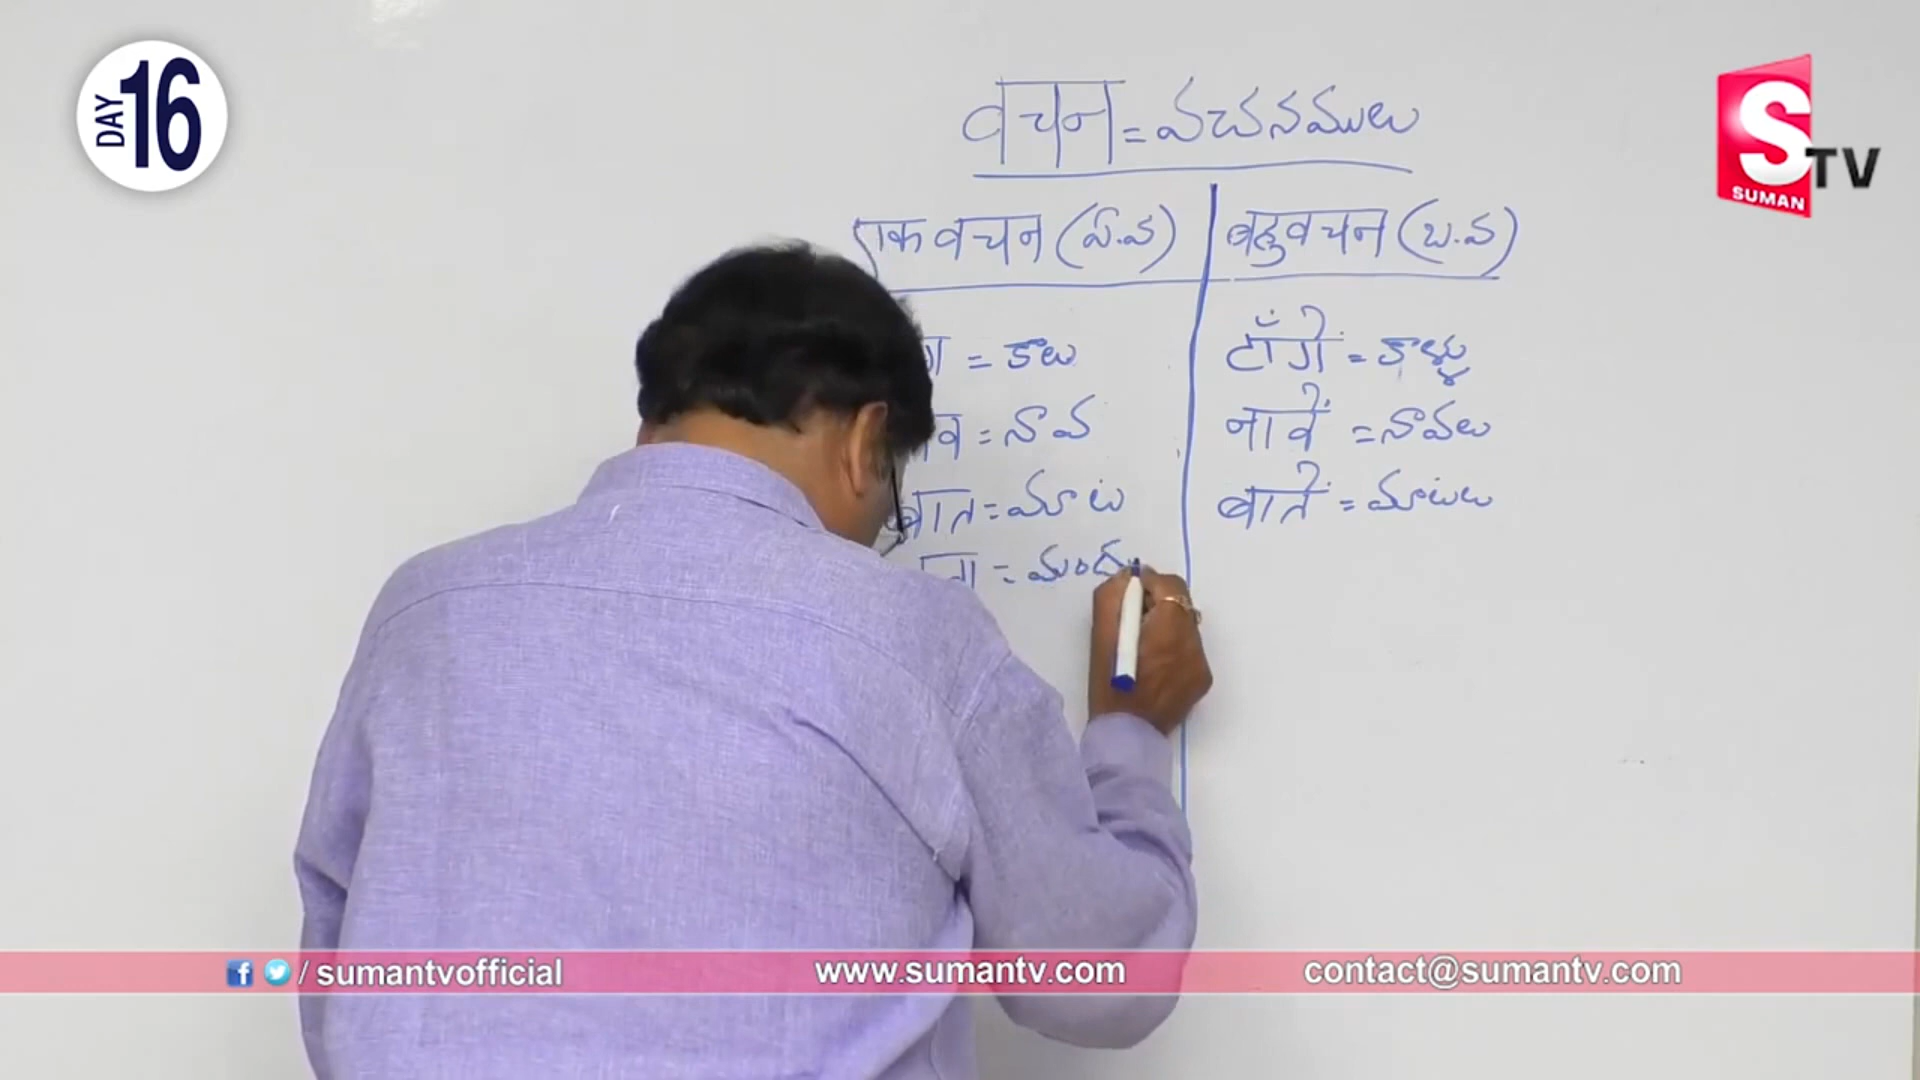 DAY 16
S TV
SUMAN
वचन = వచనములు
एकवचन (ఏ.వ) बहुवचन (బ.వ)
= కాలు टाँगें = కాళ్ళు
व = నావ नावें = నావలు
बात = మాట बातें = మాటలు
= మందు
/ sumantvofficial www.sumantv.com contact@sumantv.com